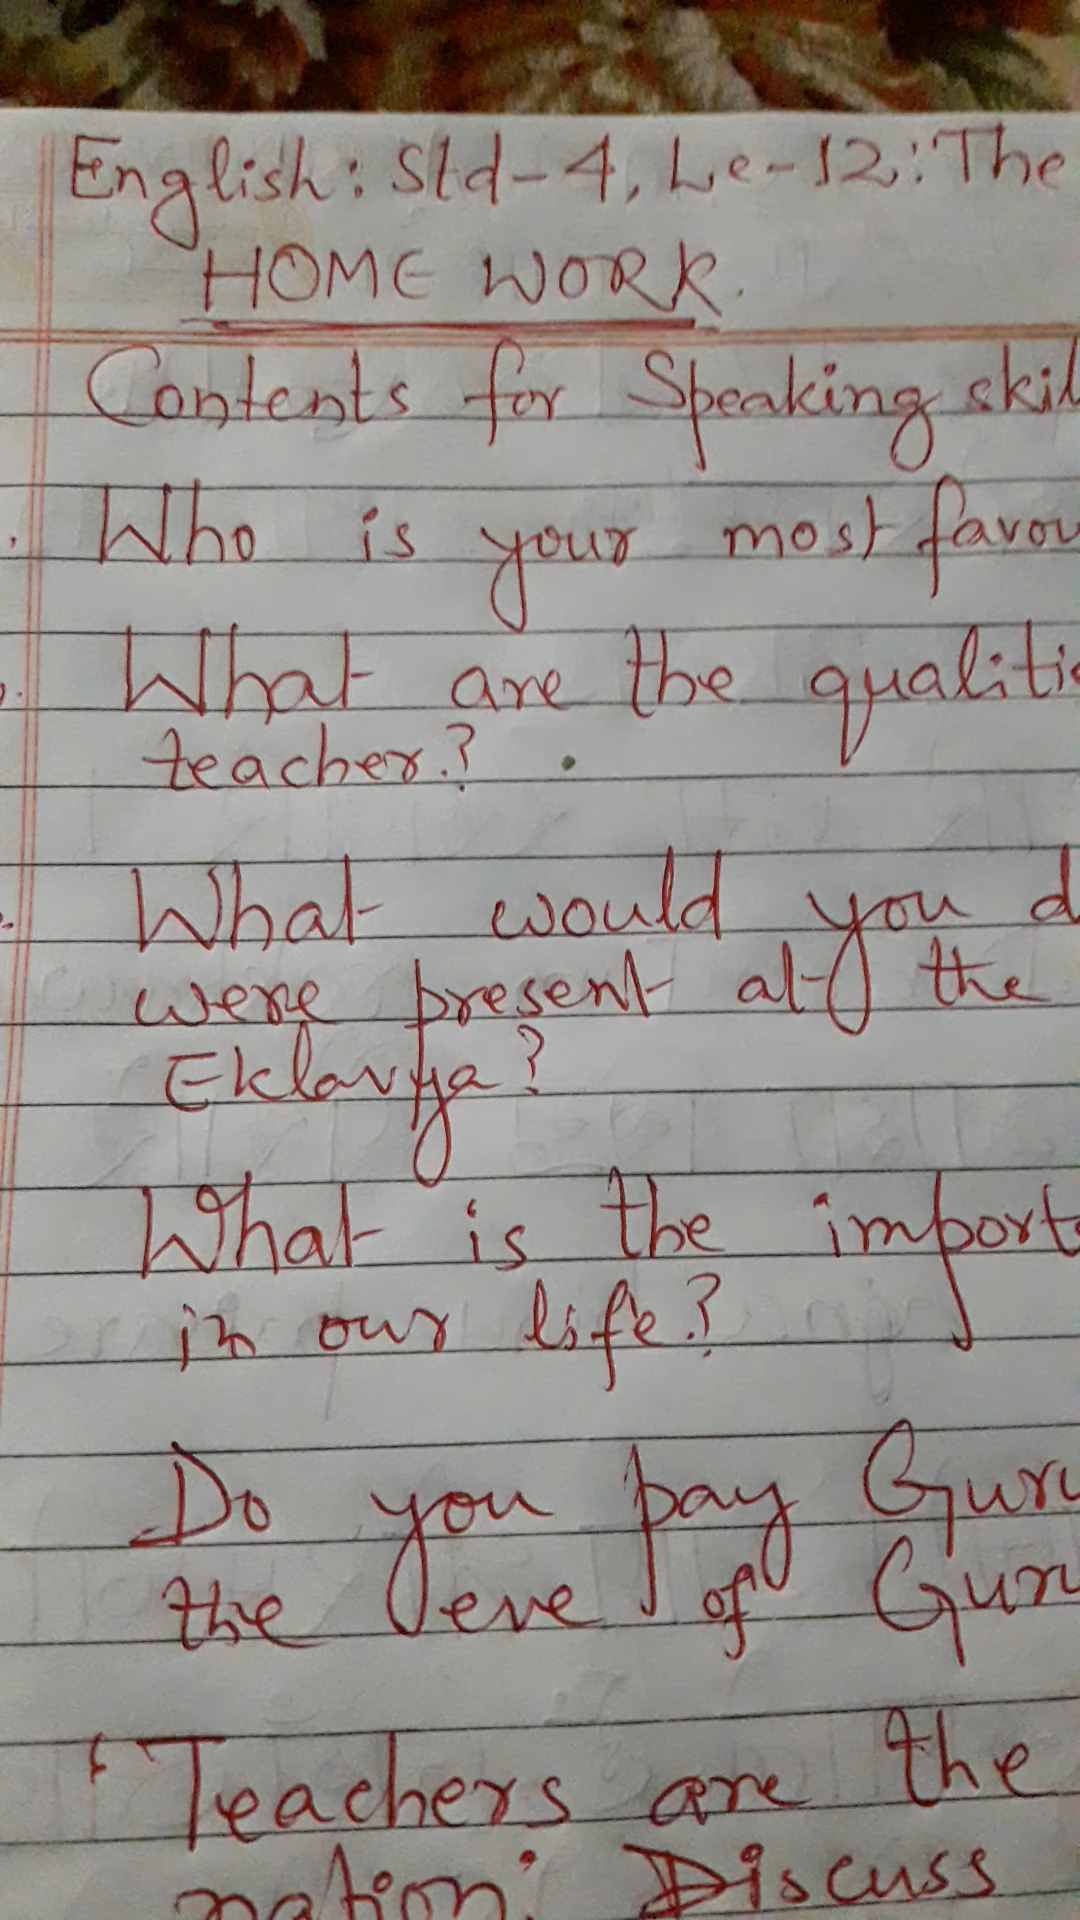 English: Std-4, Le-12: The
HOME WORK.
Contents for Speaking skil
Who is your most favou
What are the qualitie
teacher.?
What would you d
were present at the
Eklavya?
What is the importa
in our life?
Do you pay Guru
the eve of Guru
'Teachers are the
nation'. Discuss